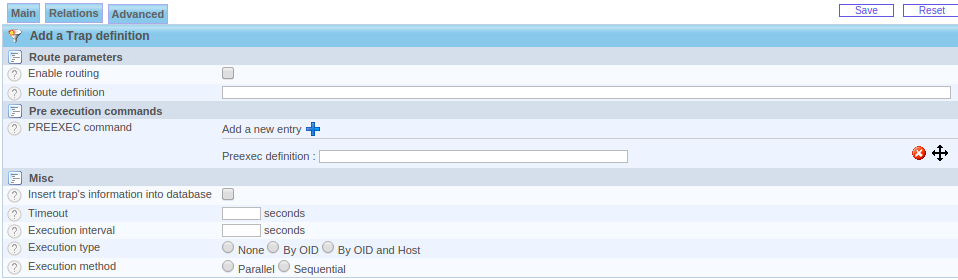 Main Relations Advanced Save Reset
Add a Trap definition
Route parameters
? Enable routing
? Route definition
Pre execution commands
? PREEXEC command Add a new entry
Preexec definition :
Misc
? Insert trap's information into database
? Timeout seconds
? Execution interval seconds
? Execution type None By OID By OID and Host
? Execution method Parallel Sequential